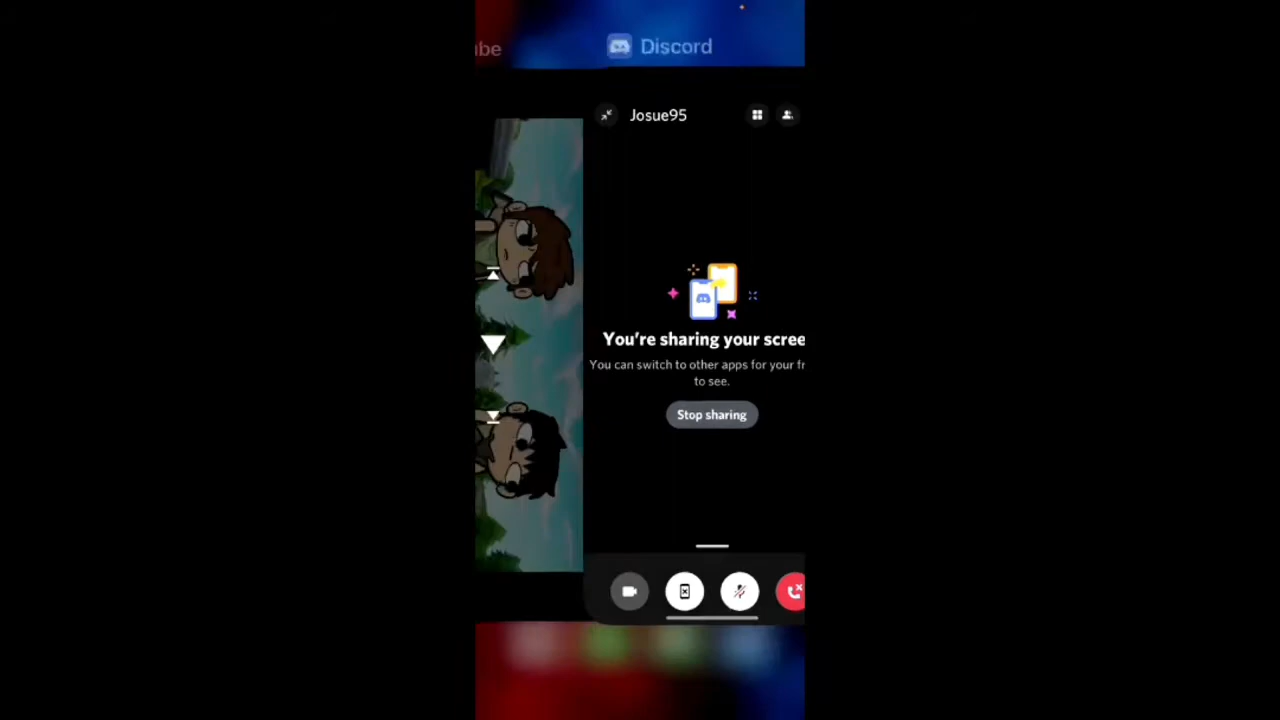 ube
Discord
Josue95
You're sharing your scree
You can switch to other apps for your fr
to see.
Stop sharing